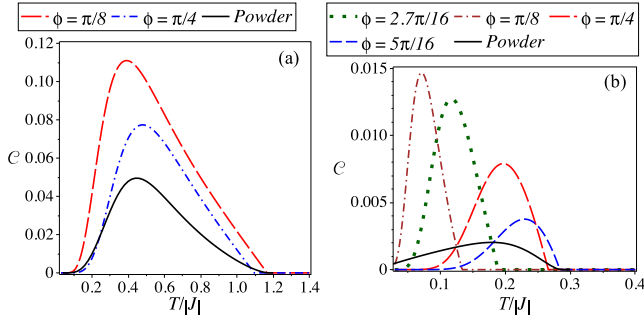 ϕ = π/8 ϕ = π/4 Powder
(a)
0.12
0.10
0.08
0.06
0.04
0.02
0
𝒞
0.2 0.4 0.6 0.8 1.0 1.2 1.4
T/|J|
ϕ = 2.7π/16 ϕ = π/8 ϕ = π/4
ϕ = 5π/16 Powder
(b)
0.015
0.010
0.005
0.000
𝒞
0.1 0.2 0.3 0.4
T/|J|